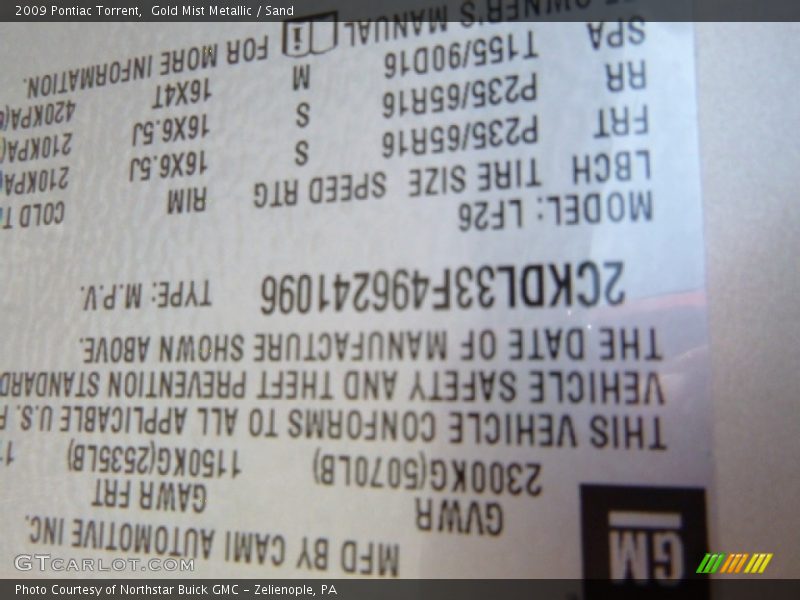 2009 Pontiac Torrent, Gold Mist Metallic / Sand
GM
MFD BY CAMI AUTOMOTIVE INC.
GVWR GAWR FRT
2300KG(5070LB) 1150KG(2535LB)
THIS VEHICLE CONFORMS TO ALL APPLICABLE U.S.
VEHICLE SAFETY AND THEFT PREVENTION STANDARD
THE DATE OF MANUFACTURE SHOWN ABOVE.
2CKDL33F496241096 TYPE: M.P.V.
MODEL: LF26
LBCH TIRE SIZE SPEED RTG RIM COLD T
FRT P235/65R16 S 16X6.5J 210KPA(
RR P235/65R16 S 16X6.5J 210KPA(
SPA T155/90D16 M 16X4T 420KPA(
OWNER'S MANUAL i FOR MORE INFORMATION.
GTCARLOT.COM
Photo Courtesy of Northstar Buick GMC - Zelienople, PA